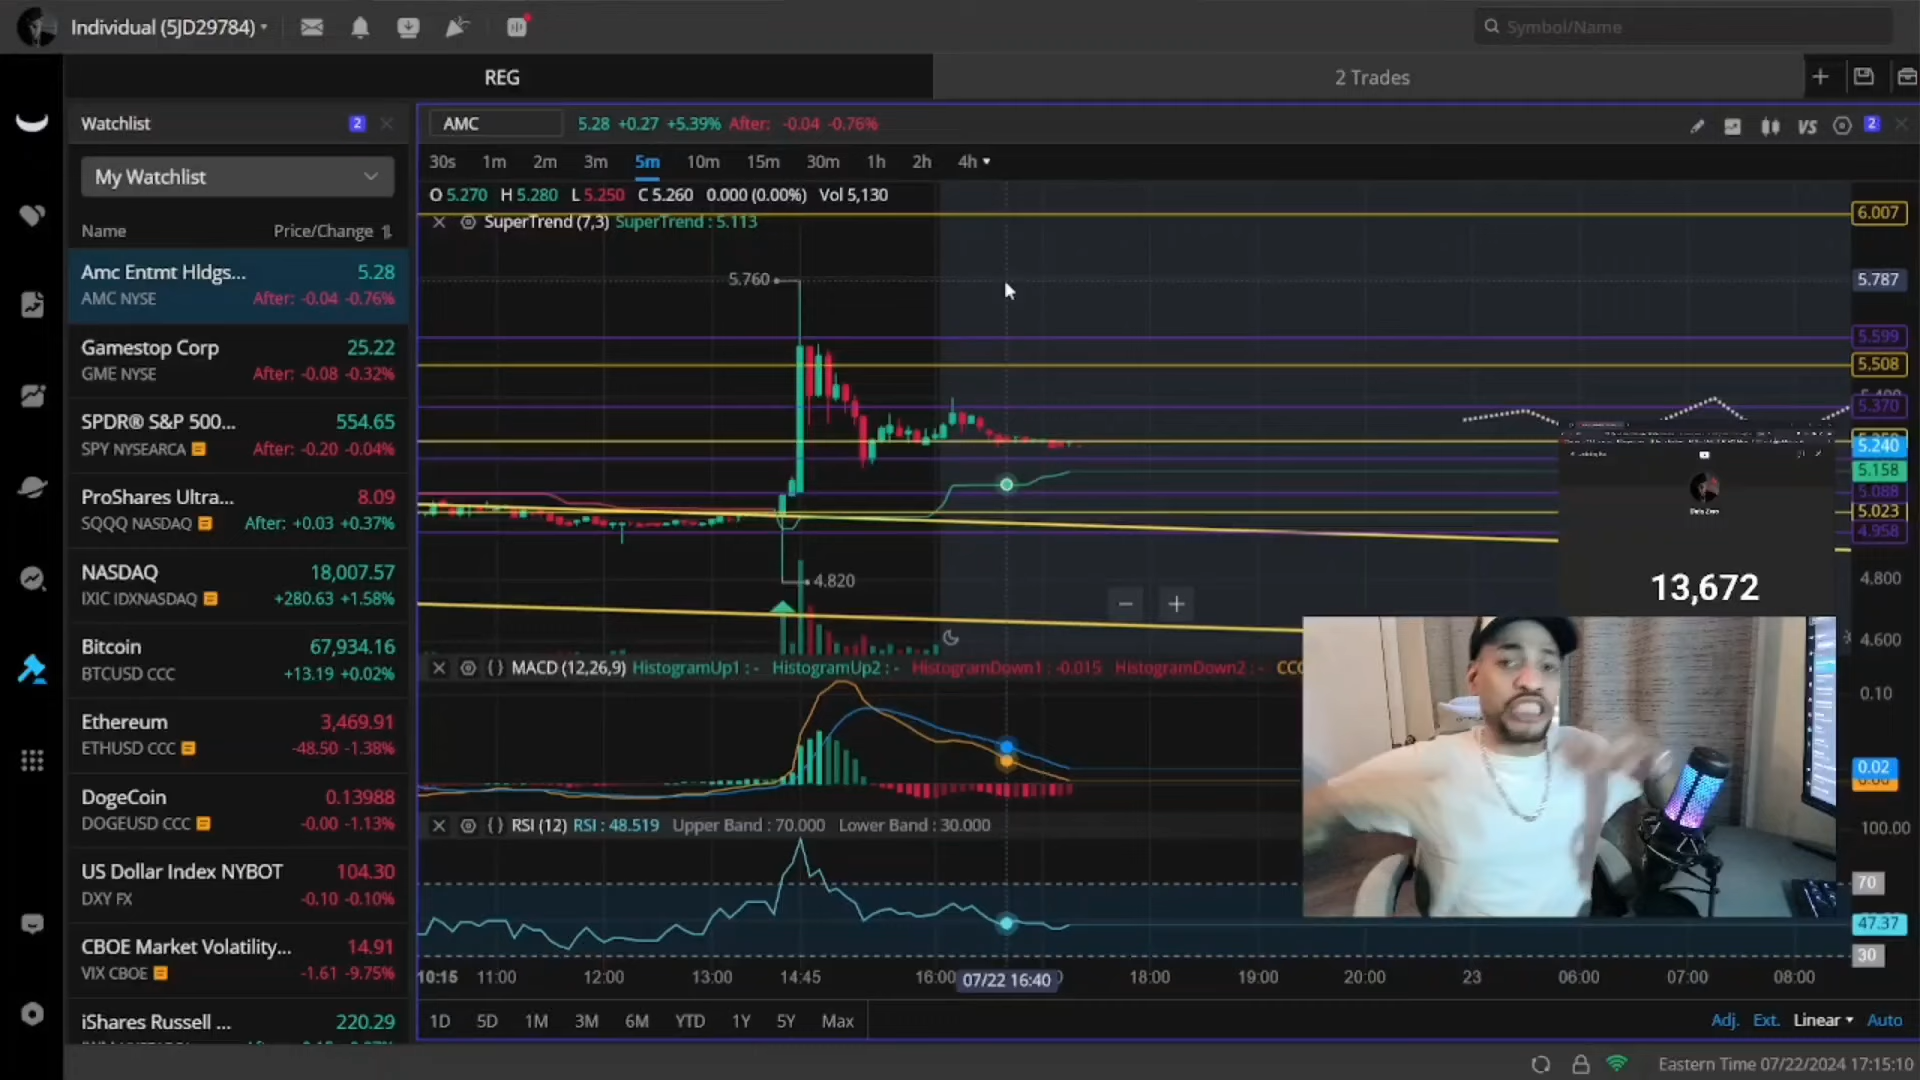 Individual (5JD29784)
Symbol/Name
REG
2 Trades
Watchlist
2
My Watchlist
Name
Price/Change
Amc Entmt Hldgs...
5.28
AMC NYSE
After: -0.04 -0.76%
Gamestop Corp
25.22
GME NYSE
After: -0.08 -0.32%
SPDR® S&P 500...
554.65
SPY NYSEARCA
After: -0.20 -0.04%
ProShares Ultra...
8.09
SQQQ NASDAQ
After: +0.03 +0.37%
NASDAQ
18,007.57
IXIC IDXNASDAQ
+280.63 +1.58%
Bitcoin
67,934.16
BTCUSD CCC
+13.19 +0.02%
Ethereum
3,469.91
ETHUSD CCC
-48.50 -1.38%
DogeCoin
0.13988
DOGEUSD CCC
-0.00 -1.13%
US Dollar Index NYBOT
104.30
DXY FX
-0.10 -0.10%
CBOE Market Volatility...
14.91
VIX CBOE
-1.61 -9.75%
iShares Russell ...
220.29
AMC
5.28 +0.27 +5.39% After: -0.04 -0.76%
VS
2
30s 1m 2m 3m 5m 10m 15m 30m 1h 2h 4h
O 5.270 H 5.280 L 5.250 C 5.260 0.000 (0.00%) Vol 5,130
SuperTrend (7,3) SuperTrend : 5.113
5.760
4.820
6.007
5.787
5.599
5.508
5.370
5.240
5.158
5.088
5.023
4.958
4.800
4.600
13,672
MACD (12,26,9) HistogramUp1 : - HistogramUp2 : - HistogramDown1 : -0.015 HistogramDown2 : -
0.10
0.02
RSI (12) RSI : 48.519 Upper Band : 70.000 Lower Band : 30.000
100.00
70
47.37
30
10:15 11:00 12:00 13:00 14:45 16:00 07/22 16:40 18:00 19:00 20:00 23 06:00 07:00 08:00
1D 5D 1M 3M 6M YTD 1Y 5Y Max
Adj. Ext. Linear Auto
Eastern Time 07/22/2024 17:15:10